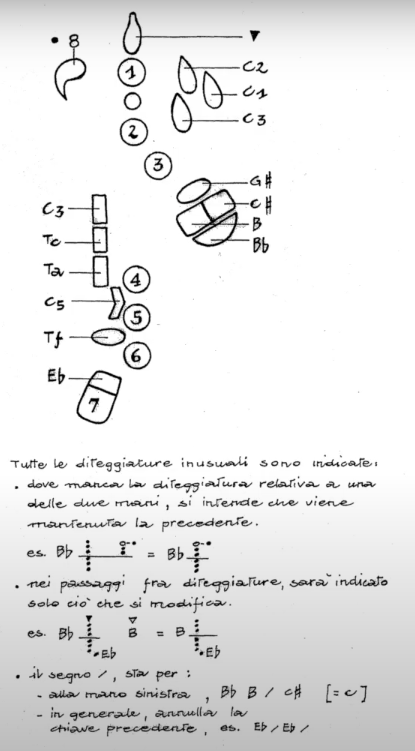 • 8
▼
1
C2
C1
2
C3
3
G#
C3
C#
B
Tc
Bb
Ta
4
C5
5
Tf
6
Eb
7
Tutte le diteggiature inusuali sono indicate:
• dove manca la diteggiatura relativa a una
delle due mani, si intende che viene
mantenuta la precedente.
es. Bb = Bb
• nei passaggi fra diteggiature, sarà indicato
solo ciò che si modifica.
es. Bb ▼ ▽ B = B
•Eb •Eb
• il segno /, sta per:
- alla mano sinistra, Bb B / C# [= C]
- in generale, annulla la
chiave precedente, es. Eb / Eb /